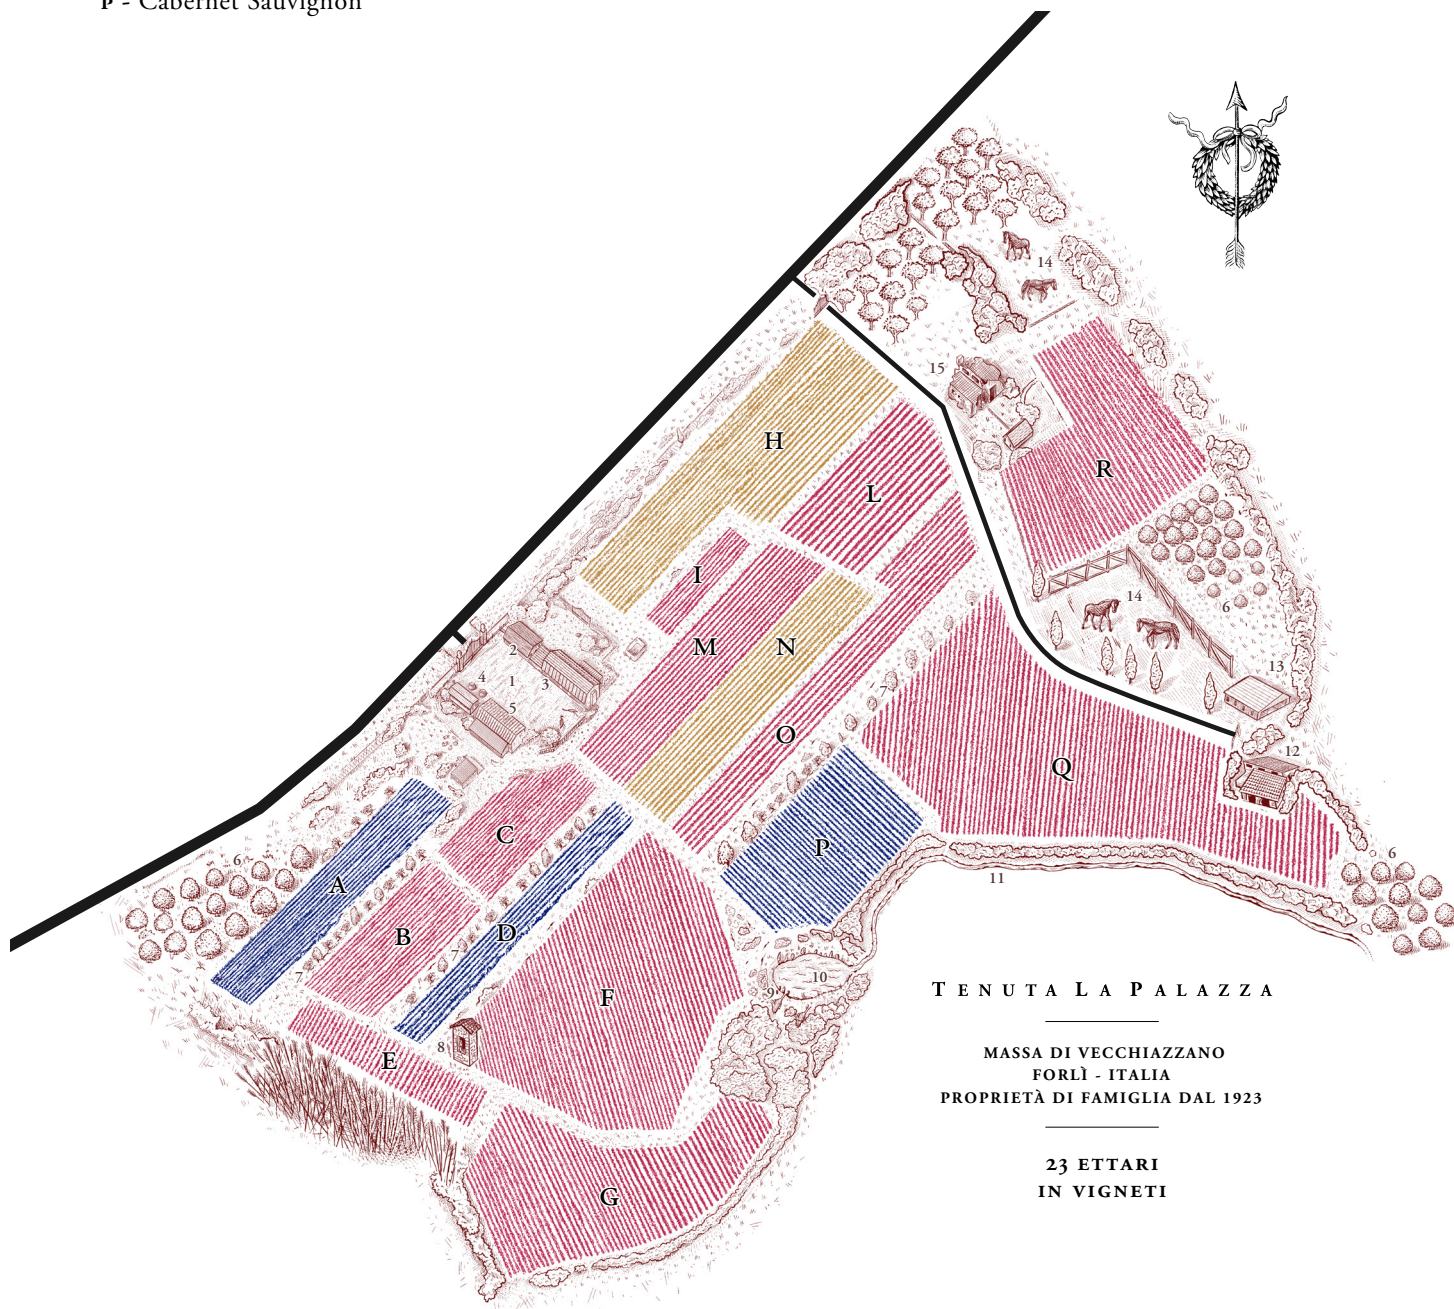 P - Cabernet Sauvignon
14
15
H
L
R
I
14
6
M
N
2
4
1
3
5
7
13
O
12
Q
C
P
6
6
A
11
D
B
7
7
10
9
F
8
E
G
TENUTA LA PALAZZA
MASSA DI VECCHIAZZANO
FORLÌ - ITALIA
PROPRIETÀ DI FAMIGLIA DAL 1923
23 ETTARI
IN VIGNETI